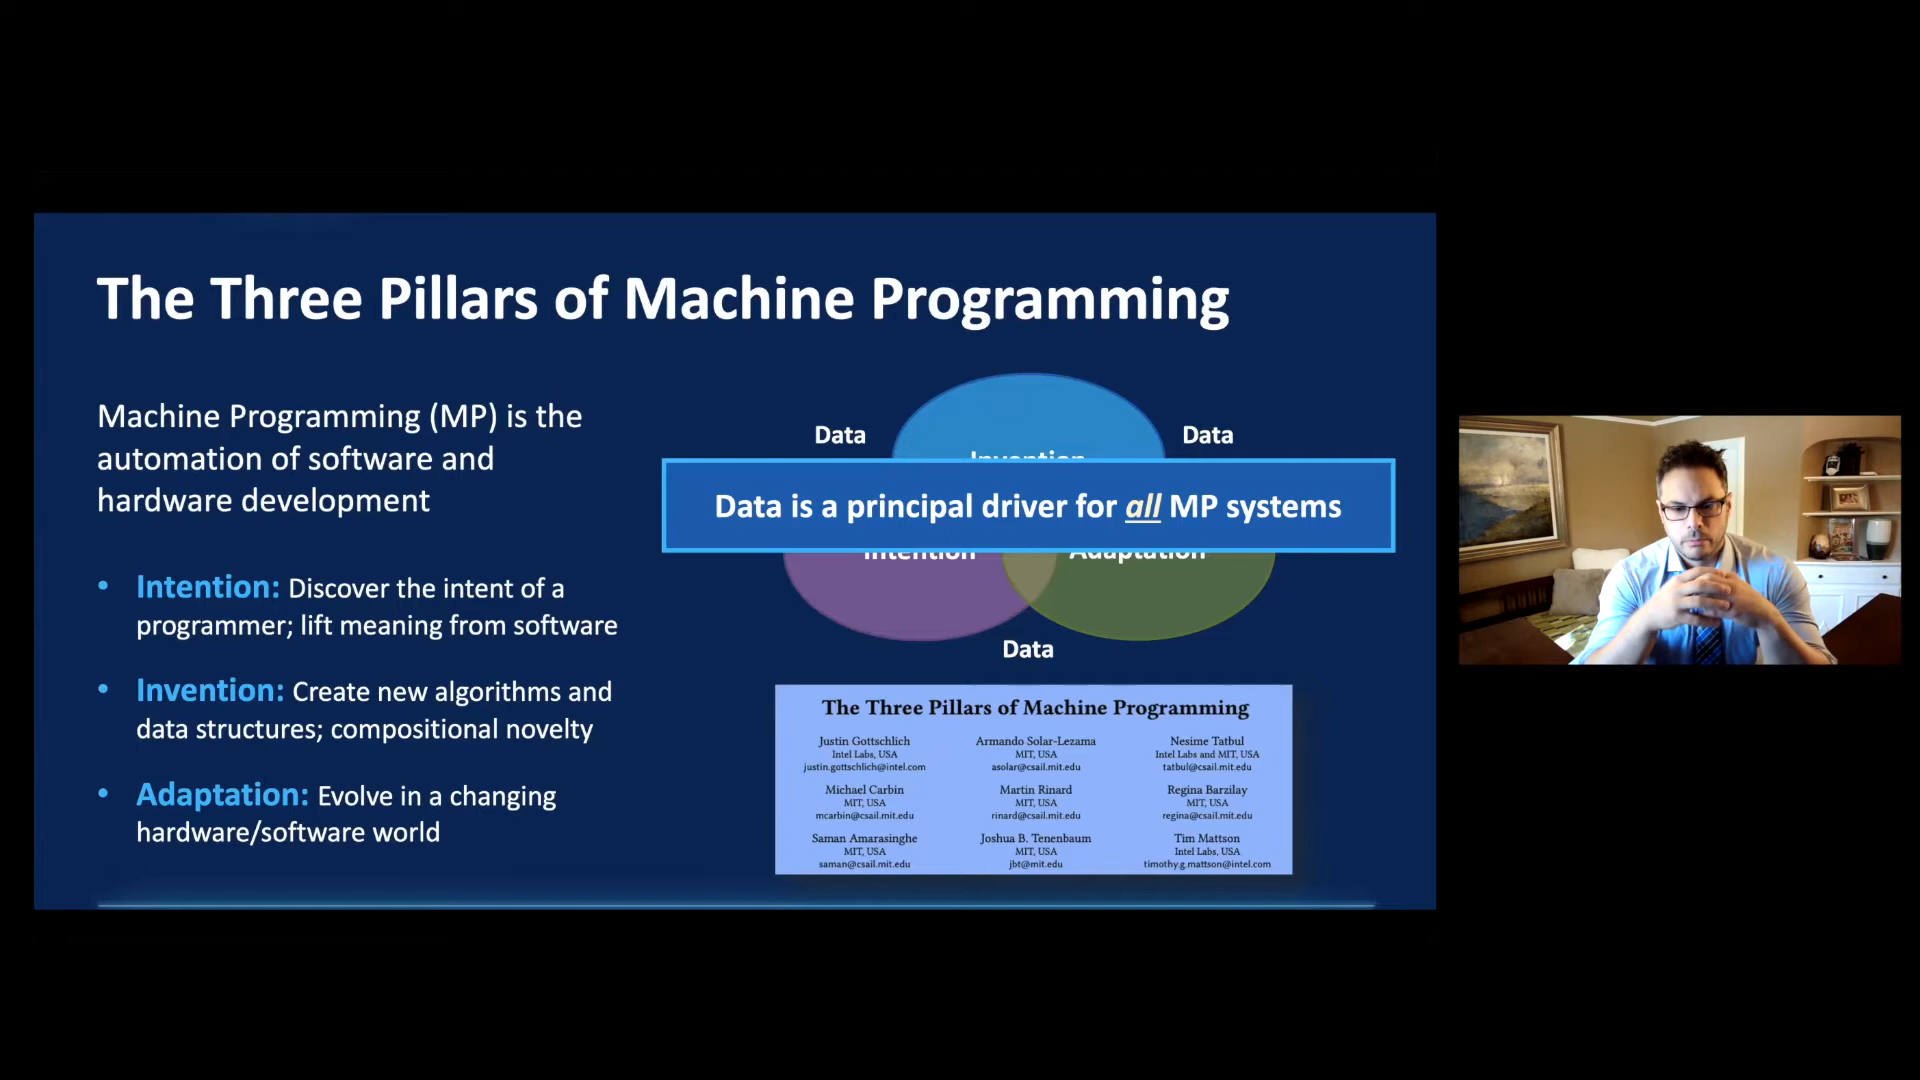 The Three Pillars of Machine Programming
Machine Programming (MP) is the
automation of software and
hardware development
• Intention: Discover the intent of a
programmer; lift meaning from software
• Invention: Create new algorithms and
data structures; compositional novelty
• Adaptation: Evolve in a changing
hardware/software world
Data
Data
Invention
Data is a principal driver for all MP systems
Intention
Adaptation
Data
The Three Pillars of Machine Programming
Justin Gottschlich
Intel Labs, USA
justin.gottschlich@intel.com
Armando Solar-Lezama
MIT, USA
asolar@csail.mit.edu
Nesime Tatbul
Intel Labs and MIT, USA
tatbul@csail.mit.edu
Michael Carbin
MIT, USA
mcarbin@csail.mit.edu
Martin Rinard
MIT, USA
rinard@csail.mit.edu
Regina Barzilay
MIT, USA
regina@csail.mit.edu
Saman Amarasinghe
MIT, USA
saman@csail.mit.edu
Joshua B. Tenenbaum
MIT, USA
jbt@mit.edu
Tim Mattson
Intel Labs, USA
timothy.g.mattson@intel.com